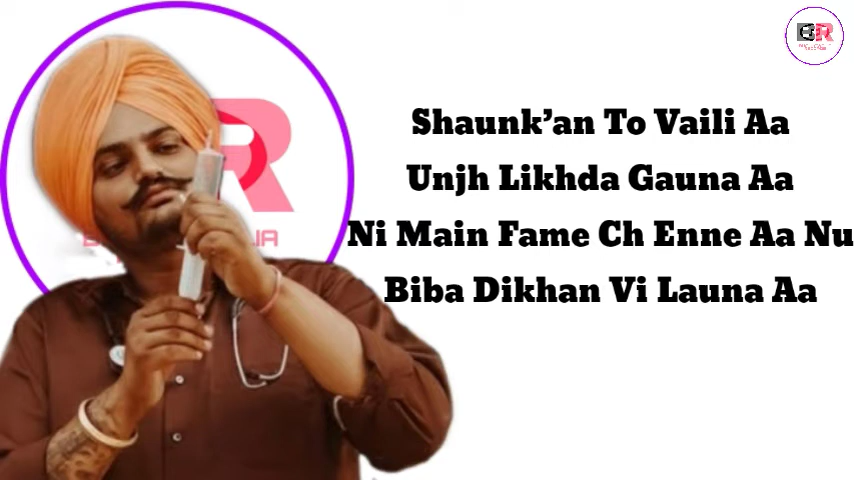 Shaunk’an To Vaili Aa
Unjh Likhda Gauna Aa
Ni Main Fame Ch Enne Aa Nu
Biba Dikhan Vi Launa Aa
BR
R